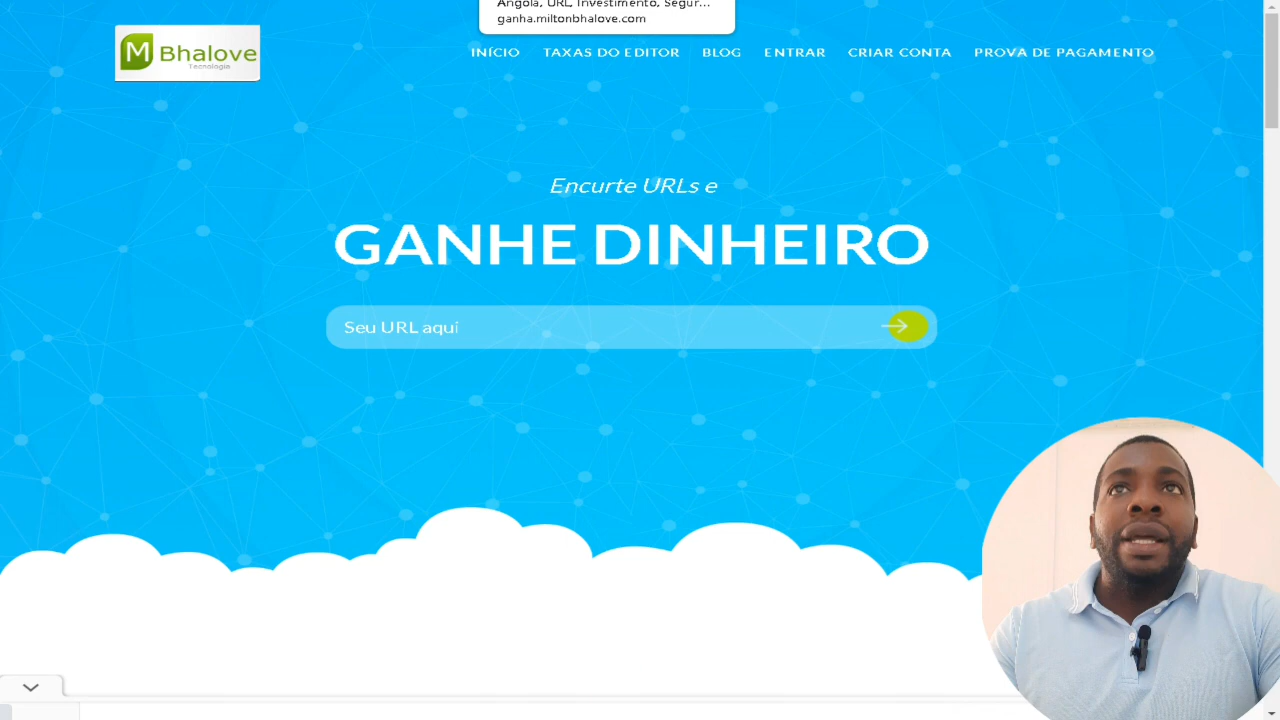 Angola, URL, Investimento, Segur...
ganha.miltonbhalove.com
M Bhalove
Tecnologia
INÍCIO TAXAS DO EDITOR BLOG ENTRAR CRIAR CONTA PROVA DE PAGAMENTO
Encurte URLs e
GANHE DINHEIRO
Seu URL aqui